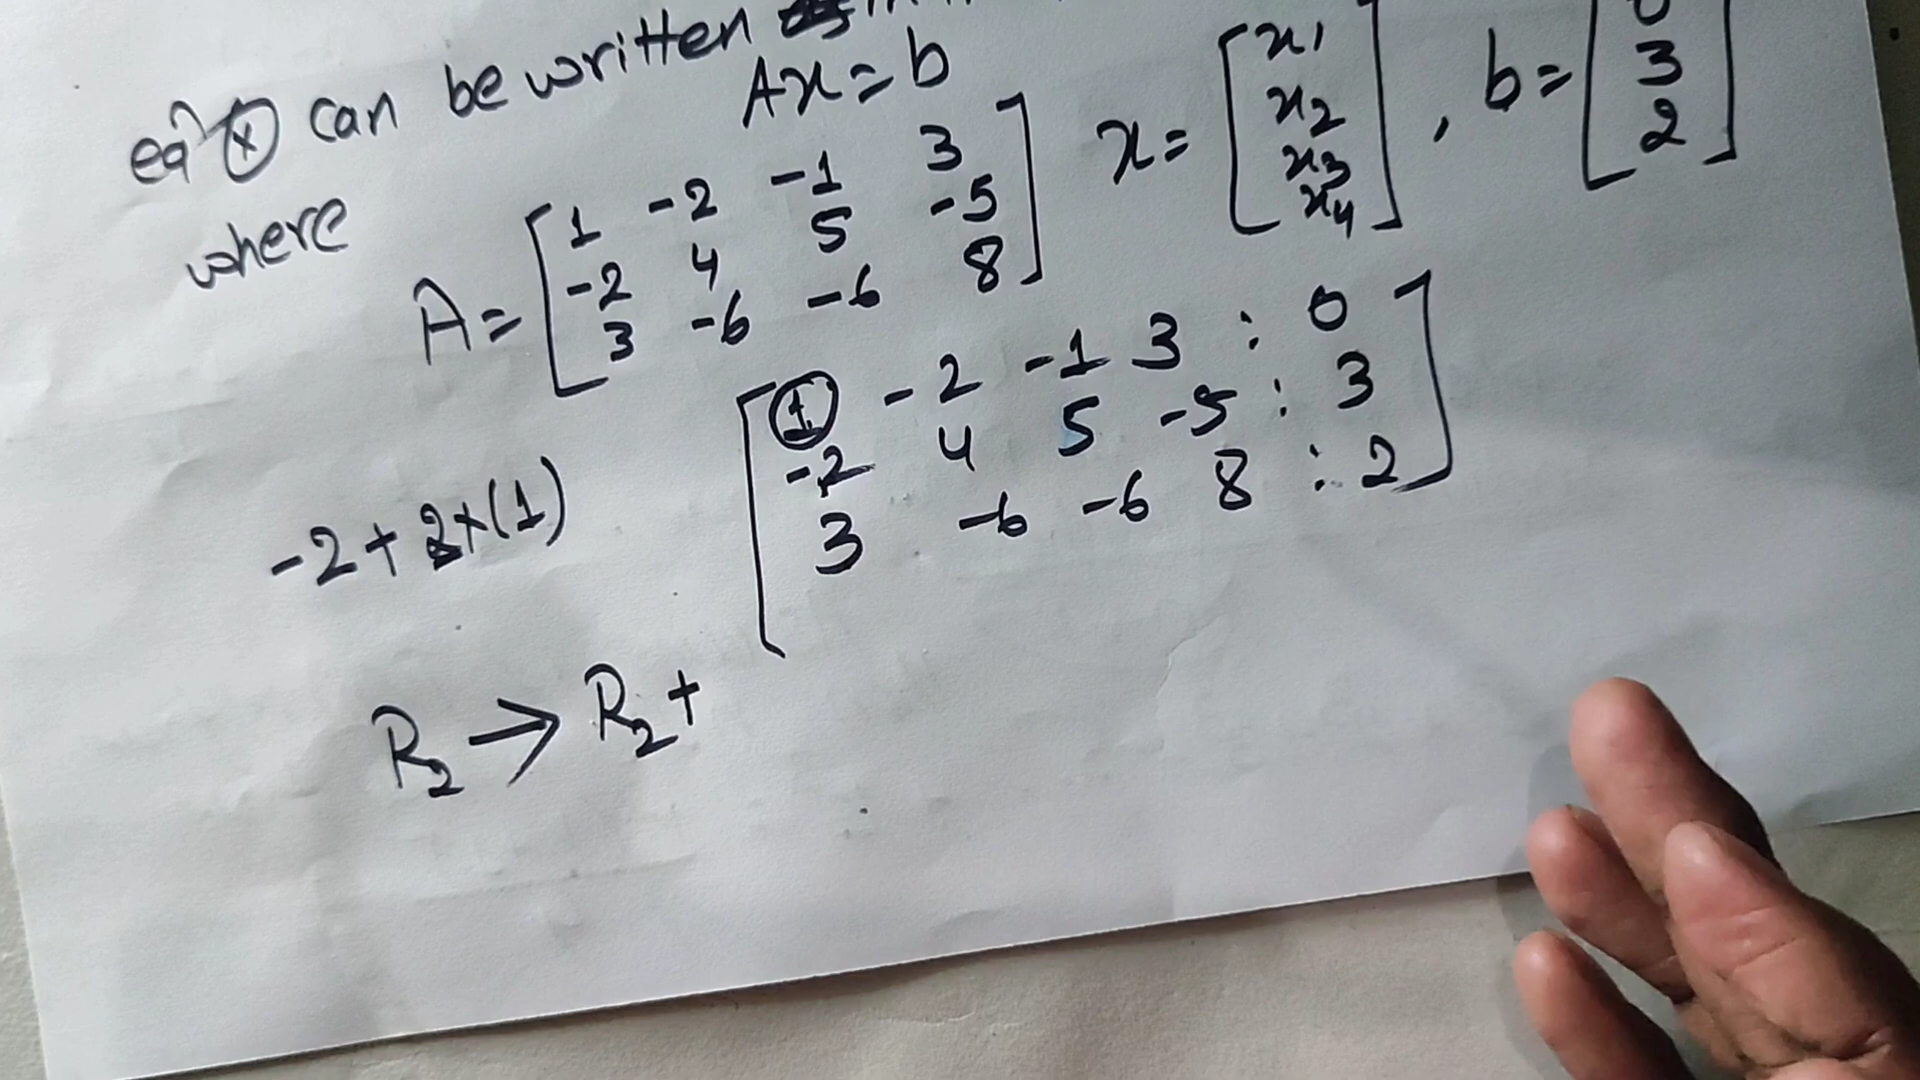 eqⁿ ⊛ can be written
Ax = b
where
A = [1 -2 -1 3
-2 4 5 -5
3 -6 -6 8]
x = [x1
x2
x3
x4]
, b = [0
3
2]
[① -2 -1 3 : 0
-2 4 5 -5 : 3
3 -6 -6 8 : 2]
-2 + 2x(1)
R₂ → R₂ +